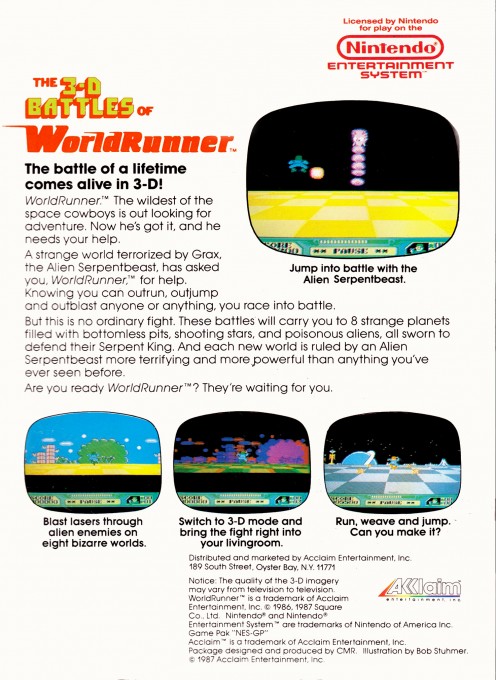 Licensed by Nintendo
for play on the
Nintendo
ENTERTAINMENT
SYSTEM™
THE 3-D
BATTLES OF
WORLDRUNNER™
The battle of a lifetime
comes alive in 3-D!
WorldRunner.™ The wildest of the
space cowboys is out looking for
adventure. Now he's got it, and he
needs your help.
A strange world terrorized by Grax,
the Alien Serpentbeast, has asked
you, WorldRunner,™ for help.
Knowing you can outrun, outjump
and outblast anyone or anything, you race into battle.
But this is no ordinary fight. These battles will carry you to 8 strange planets
filled with bottomless pits, shooting stars, and poisonous aliens, all sworn to
defend their Serpent King. And each new world is ruled by an Alien
Serpentbeast more terrifying and more powerful than anything you've
ever seen before.
Are you ready WorldRunner™? They're waiting for you.
** PAUSE **
Jump into battle with the
Alien Serpentbeast.
** PAUSE **
Blast lasers through
alien enemies on
eight bizarre worlds.
** PAUSE **
Switch to 3-D mode and
bring the fight right into
your livingroom.
** PAUSE **
Run, weave and jump.
Can you make it?
Distributed and marketed by Acclaim Entertainment, Inc.
189 South Street, Oyster Bay, N.Y. 11771
Notice: The quality of the 3-D imagery
may vary from television to television.
WorldRunner™ is a trademark of Acclaim
Entertainment, Inc. © 1986, 1987 Square
Co., Ltd. Nintendo® and Nintendo®
Entertainment System™ are trademarks of Nintendo of America Inc.
Game Pak "NES-GP"
Acclaim™ is a trademark of Acclaim Entertainment, Inc.
Package designed and produced by CMR. Illustration by Bob Stuhmer.
© 1987 Acclaim Entertainment, Inc.
Acclaim
entertainment inc.